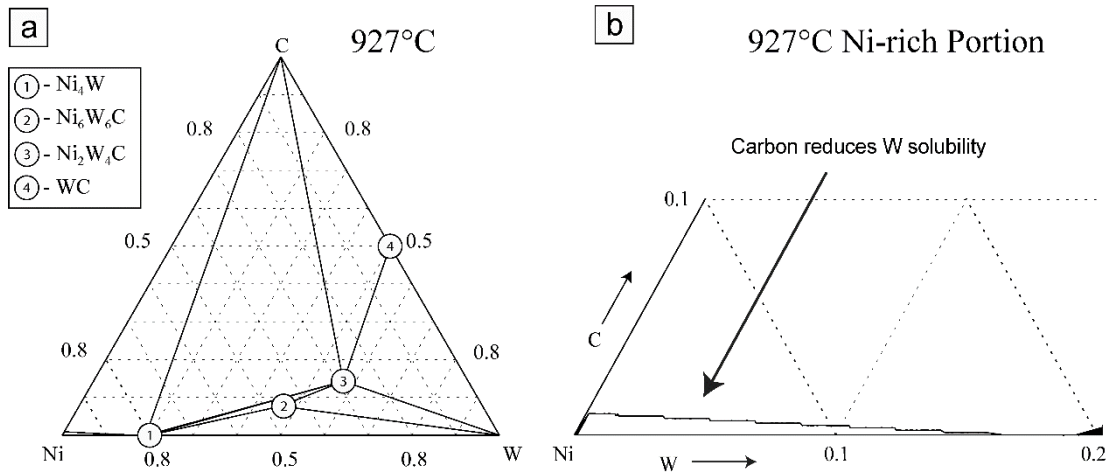 a
C
927°C
1 - Ni₄W
2 - Ni₆W₆C
3 - Ni₂W₄C
4 - WC
0.8 0.8
0.5 4 0.5
0.8 0.8
3
2
1
Ni W
0.8 0.5 0.8
b
927°C Ni-rich Portion
Carbon reduces W solubility
0.1
C
Ni
W
0.1
0.2